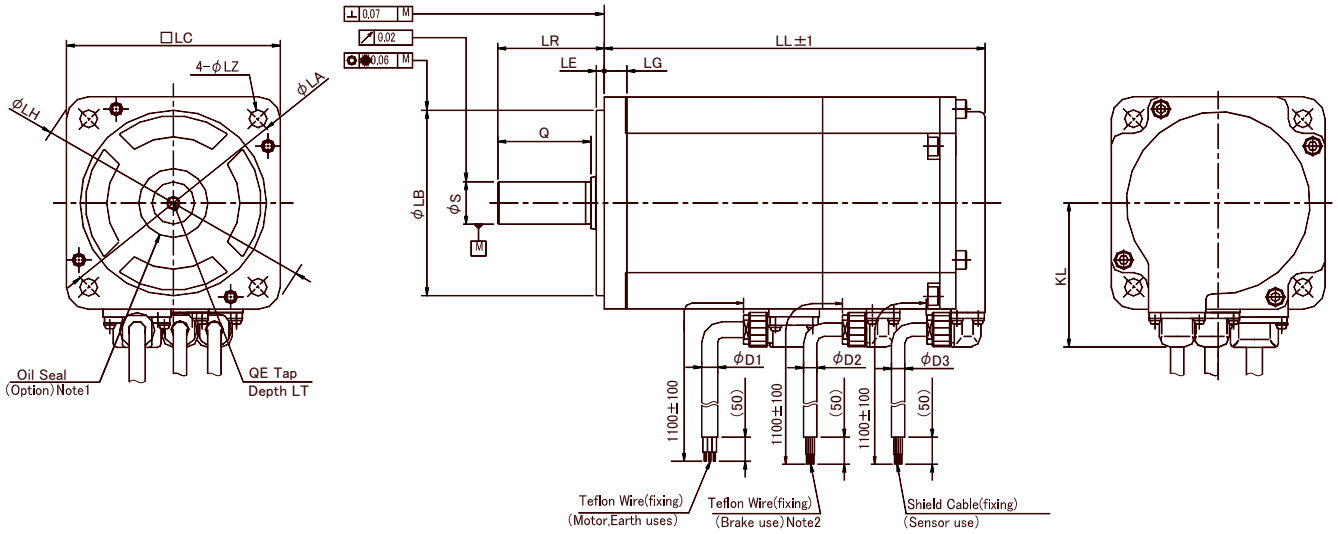 □LC
4-φLZ
φLA
φLH
Oil Seal
(Option)Note1
QE Tap
Depth LT
⊥ 0.07 M
↗ 0.02
0.06 M
LR
LL±1
LE
LG
Q
φLB
φS
M
φD1
φD2
φD3
1100±100
(50)
1100±100
(50)
1100±100
(50)
Teflon Wire(fixing)
(Motor,Earth uses)
Teflon Wire(fixing)
(Brake use)Note2
Shield Cable(fixing)
(Sensor use)
KL